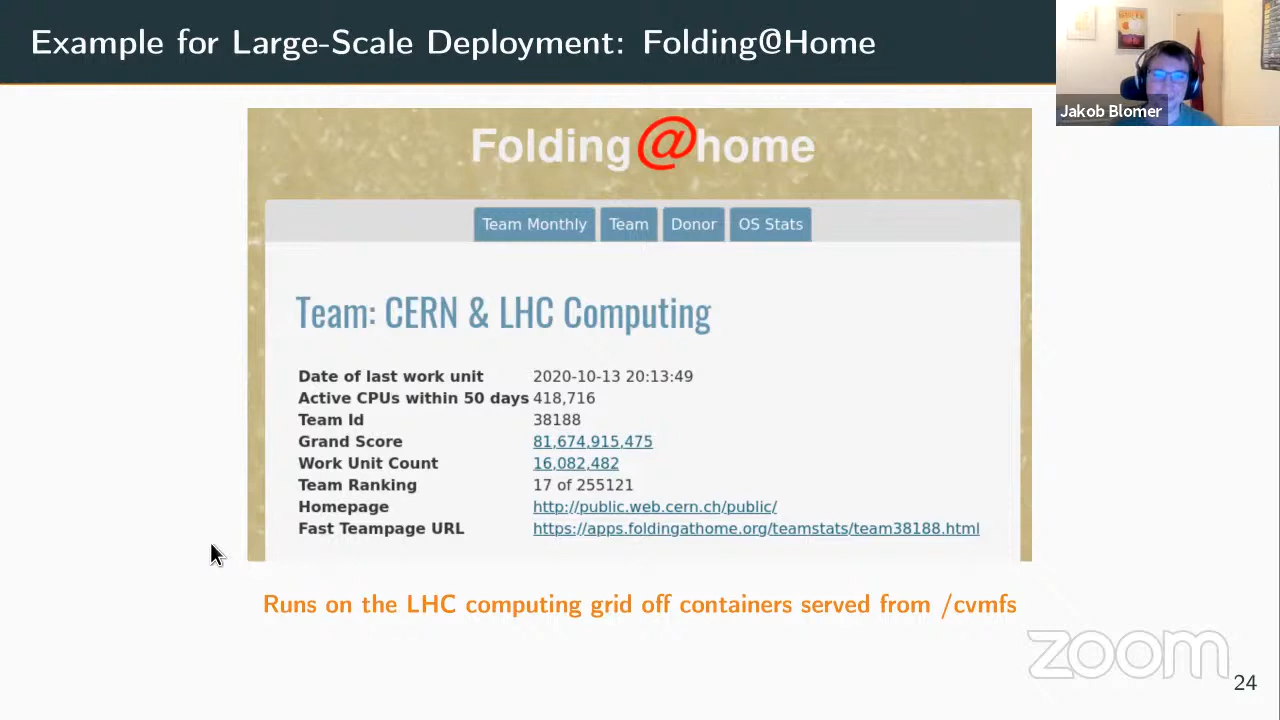 Example for Large-Scale Deployment: Folding@Home
Jakob Blomer
Folding@home
Team Monthly Team Donor OS Stats
Team: CERN & LHC Computing
Date of last work unit 2020-10-13 20:13:49
Active CPUs within 50 days 418,716
Team Id 38188
Grand Score 81,674,915,475
Work Unit Count 16,082,482
Team Ranking 17 of 255121
Homepage http://public.web.cern.ch/public/
Fast Teampage URL https://apps.foldingathome.org/teamstats/team38188.html
Runs on the LHC computing grid off containers served from /cvmfs
zoom
24